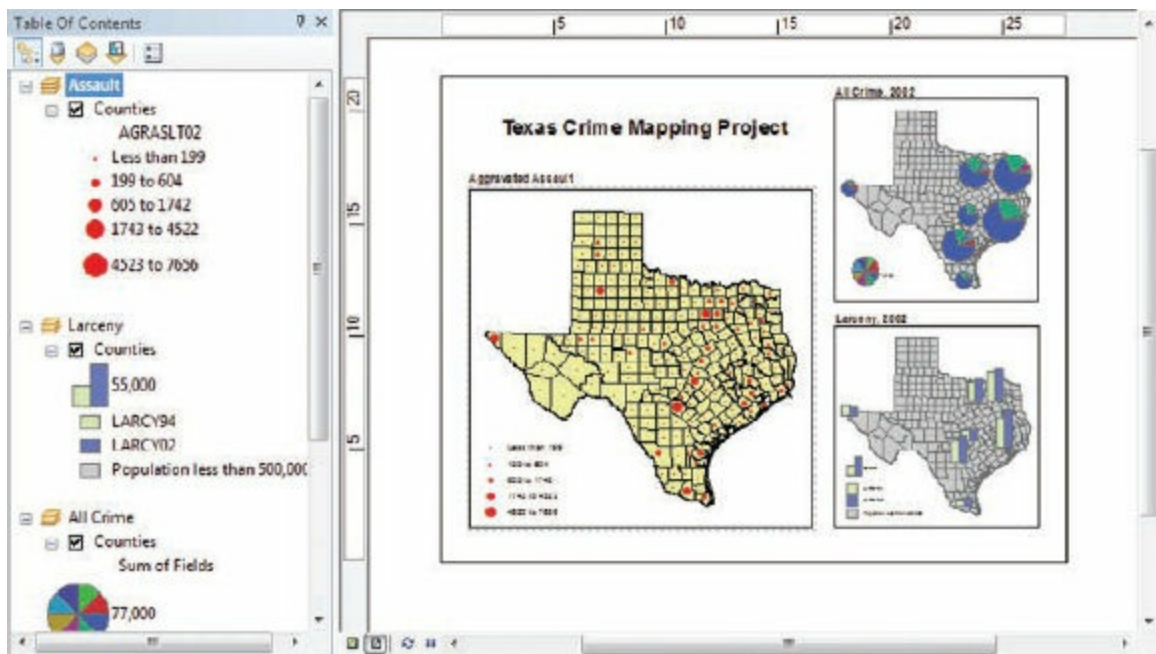 Table Of Contents
Assault
Counties
AGRASLT02
Less than 199
199 to 604
605 to 1742
1743 to 4522
4523 to 7656
Larceny
Counties
55,000
LARCY94
LARCY02
Population less than 500,000
All Crime
Counties
Sum of Fields
77,000
5
10
15
20
25
20
15
10
5
Texas Crime Mapping Project
Aggravated Assault
Less than 199
All Crime, 2002
Larceny, 2002